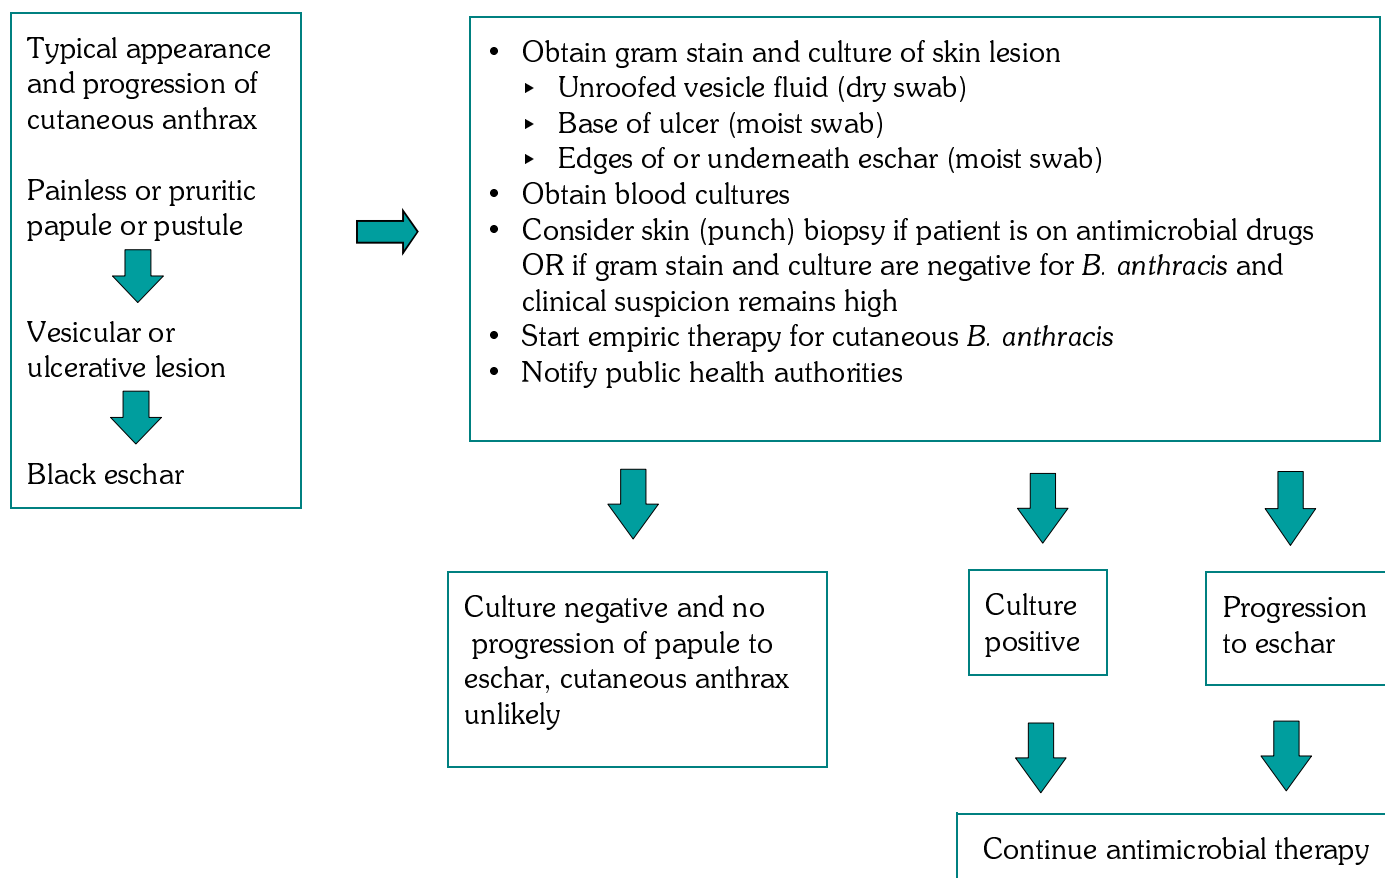 Typical appearance
and progression of
cutaneous anthrax
Painless or pruritic
papule or pustule
Vesicular or
ulcerative lesion
Black eschar
• Obtain gram stain and culture of skin lesion
▸ Unroofed vesicle fluid (dry swab)
▸ Base of ulcer (moist swab)
▸ Edges of or underneath eschar (moist swab)
• Obtain blood cultures
• Consider skin (punch) biopsy if patient is on antimicrobial drugs
OR if gram stain and culture are negative for B. anthracis and
clinical suspicion remains high
• Start empiric therapy for cutaneous B. anthracis
• Notify public health authorities
Culture negative and no
progression of papule to
eschar, cutaneous anthrax
unlikely
Culture
positive
Progression
to eschar
Continue antimicrobial therapy